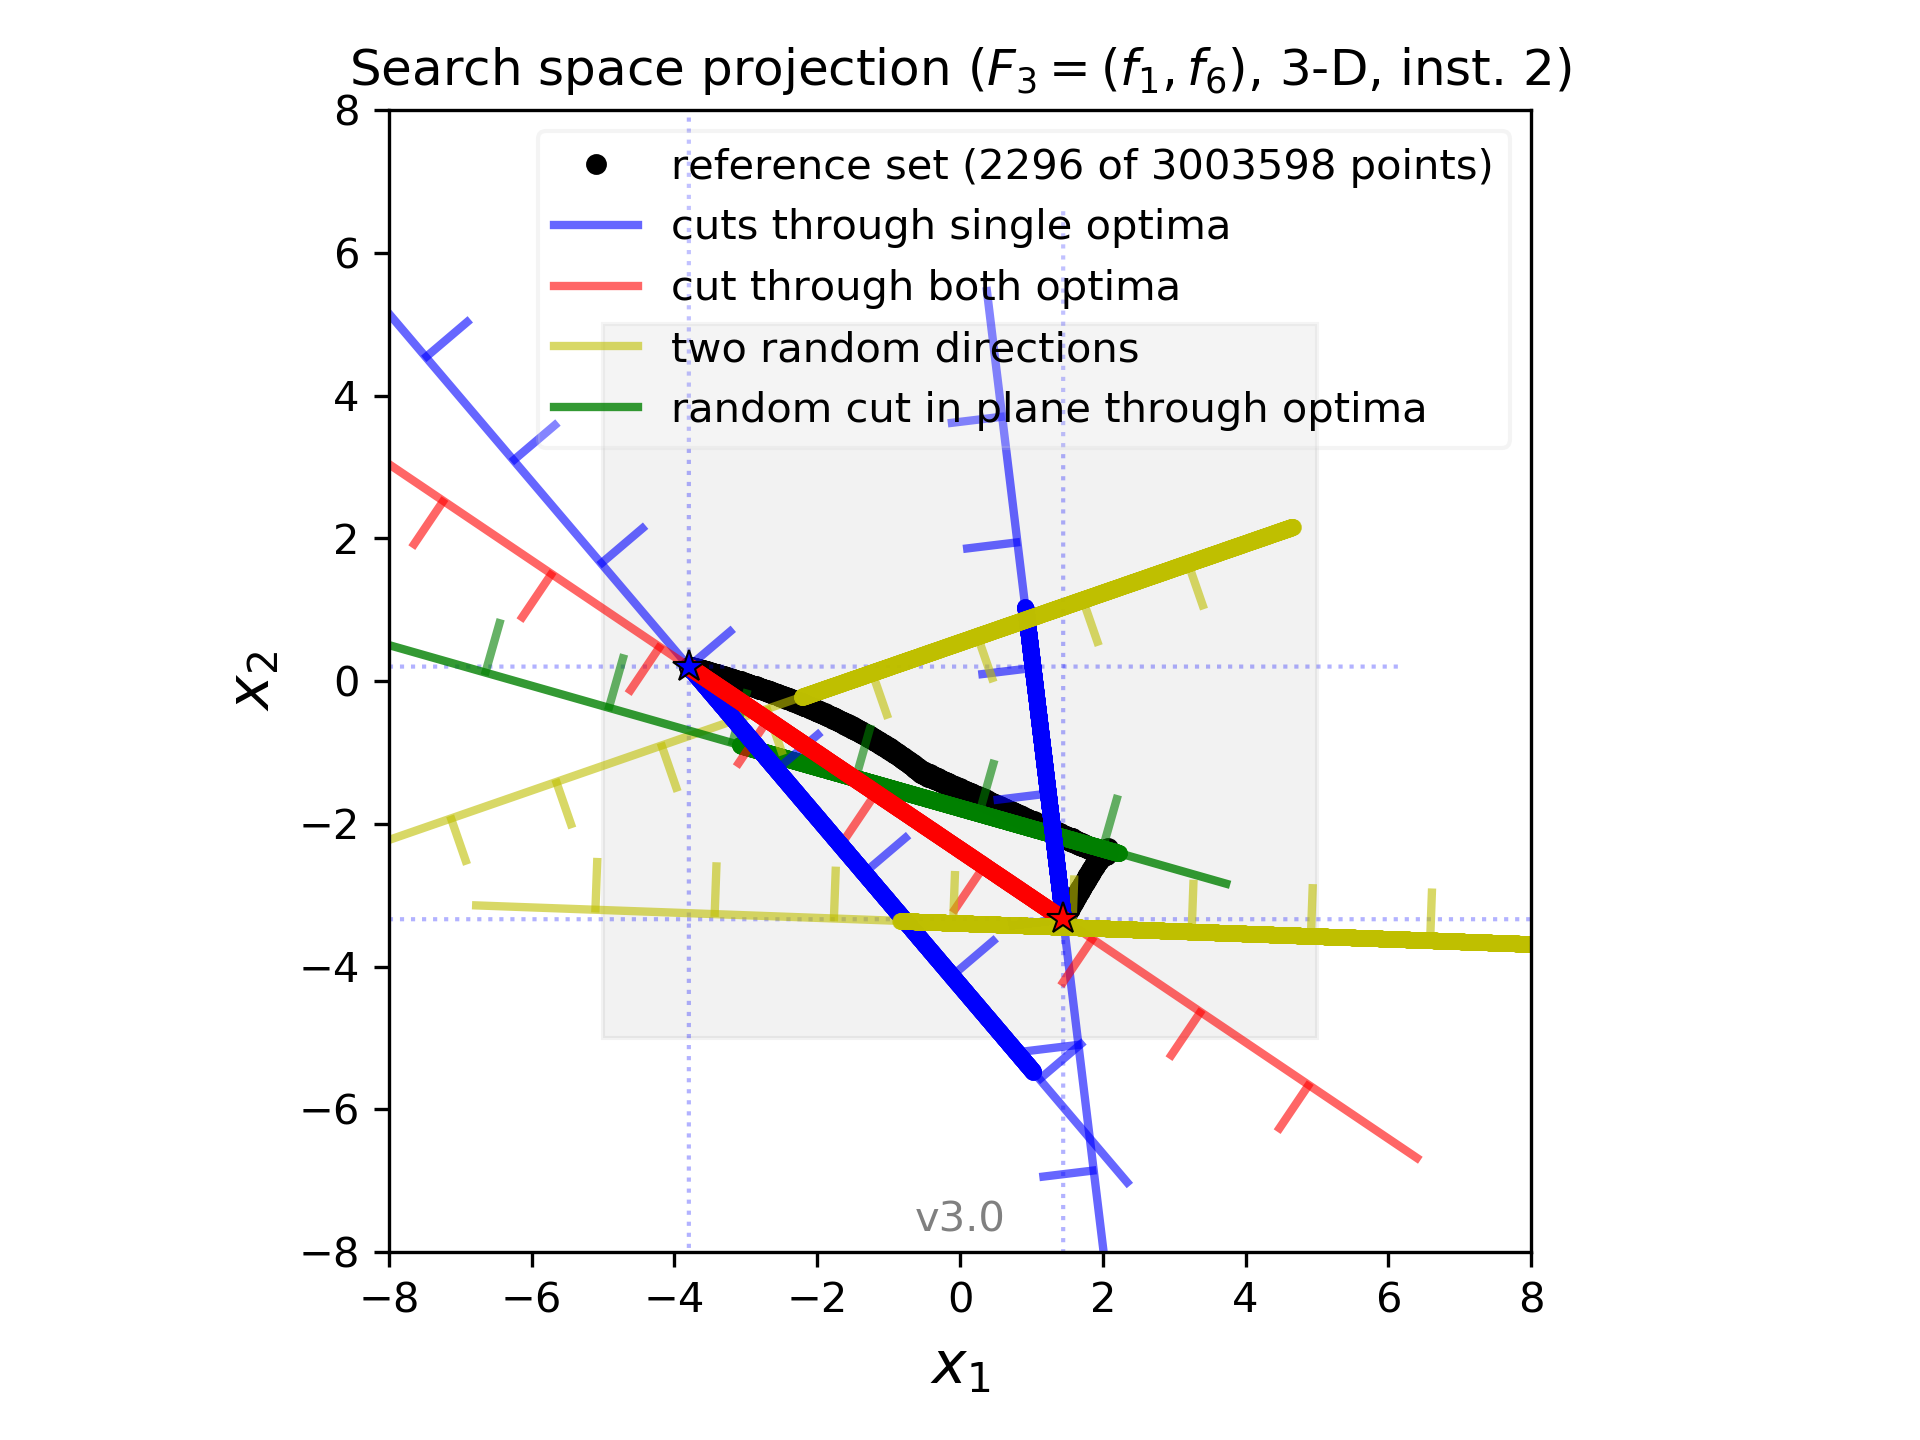 Search space projection (F₃ = (f₁, f₆), 3-D, inst. 2)
8
6
4
2
0
−2
−4
−6
−8
x₂
reference set (2296 of 3003598 points)
cuts through single optima
cut through both optima
two random directions
random cut in plane through optima
v3.0
−8 −6 −4 −2 0 2 4 6 8
x₁